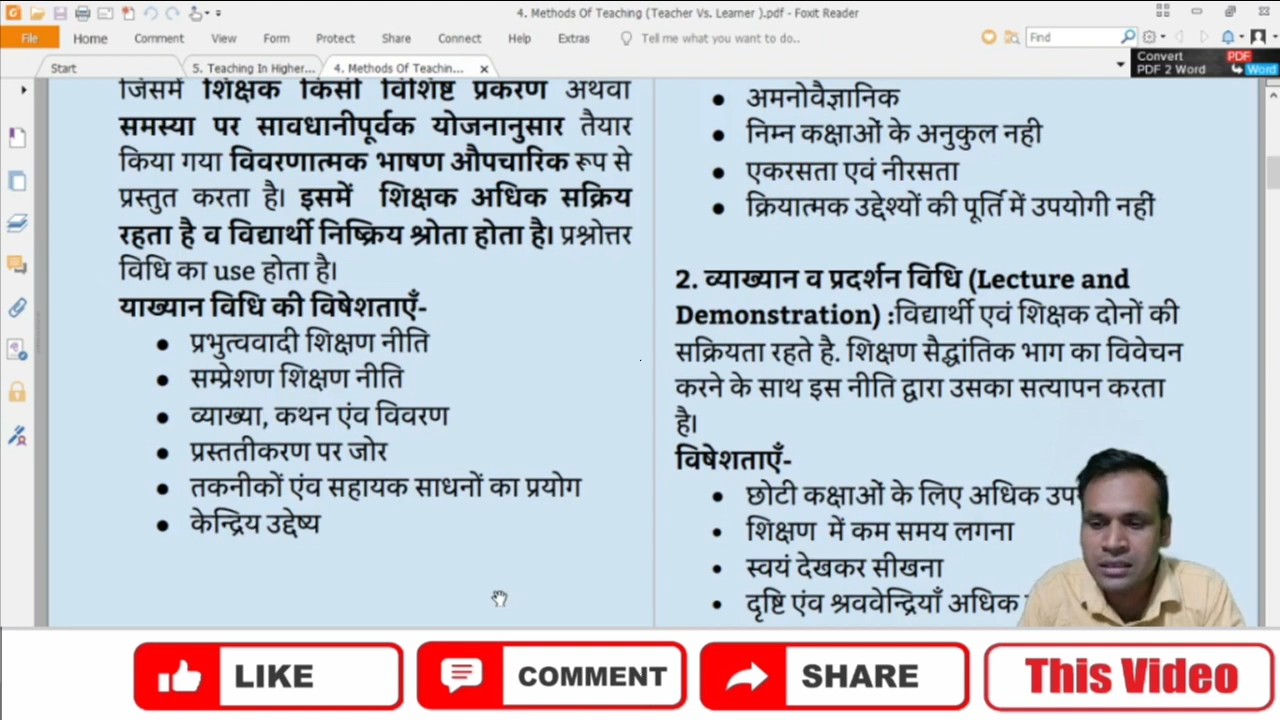 4. Methods Of Teaching (Teacher Vs. Learner ).pdf - Foxit Reader
File Home Comment View Form Protect Share Connect Help Extras Tell me what you want to do.. Find
Convert PDF
PDF 2 Word Word
Start 5. Teaching In Higher... 4. Methods Of Teachin...
जिसमें शिक्षक किसी विशिष्ट प्रकरण अथवा
समस्या पर सावधानीपूर्वक योजनानुसार तैयार
किया गया विवरणात्मक भाषण औपचारिक रूप से
प्रस्तुत करता है। इसमें शिक्षक अधिक सक्रिय
रहता है व विद्यार्थी निष्क्रिय श्रोता होता है। प्रश्नोत्तर
विधि का use होता है।
याख्यान विधि की विषेशताएँ-
• प्रभुत्ववादी शिक्षण नीति
• सम्प्रेशण शिक्षण नीति
• व्याख्या, कथन एंव विवरण
• प्रस्ततीकरण पर जोर
• तकनीकों एंव सहायक साधनों का प्रयोग
• केन्द्रिय उद्देष्य
• अमनोवैज्ञानिक
• निम्न कक्षाओं के अनुकुल नही
• एकरसता एवं नीरसता
• क्रियात्मक उद्देश्यों की पूर्ति में उपयोगी नहीं
2. व्याख्यान व प्रदर्शन विधि (Lecture and
Demonstration) :विद्यार्थी एवं शिक्षक दोनों की
सक्रियता रहते है. शिक्षण सैद्धांतिक भाग का विवेचन
करने के साथ इस नीति द्वारा उसका सत्यापन करता
है।
विषेशताएँ-
• छोटी कक्षाओं के लिए अधिक
• शिक्षण में कम समय लगना
• स्वयं देखकर सीखना
• दृष्टि एंव श्रववेन्द्रियाँ अधिक
LIKE COMMENT SHARE This Video